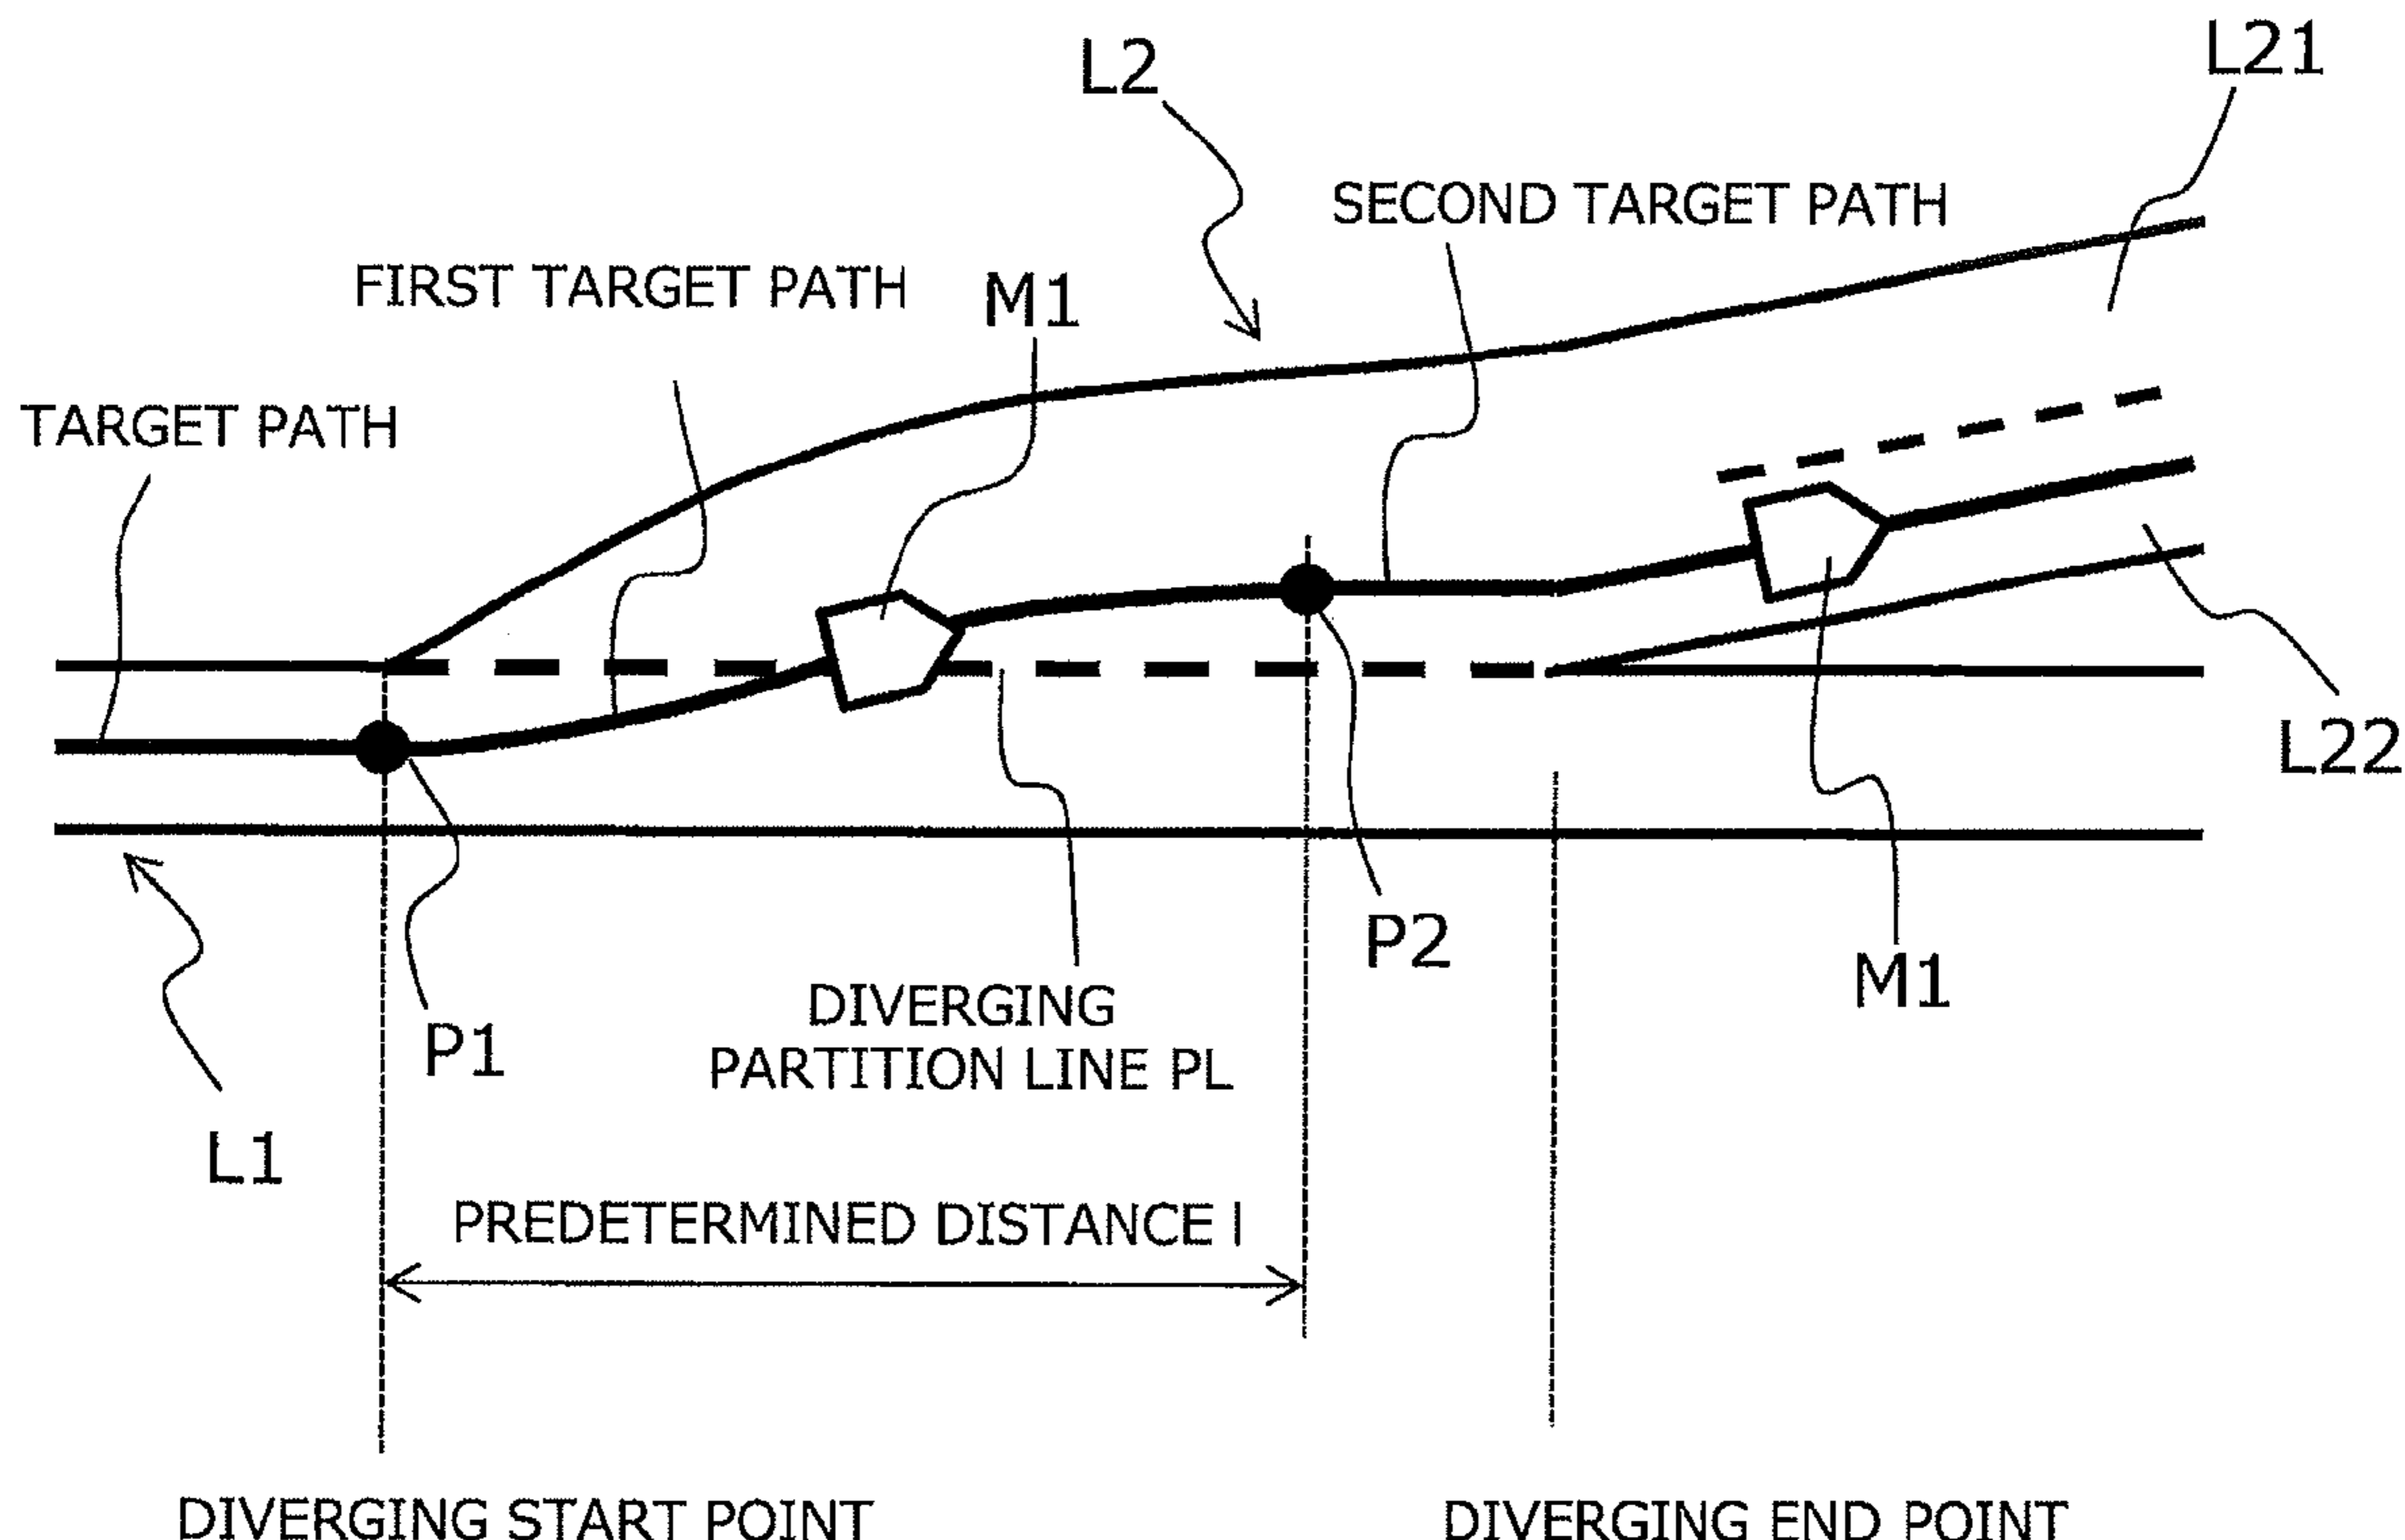 L21
L2
SECOND TARGET PATH
FIRST TARGET PATH
M1
TARGET PATH
L22
P2
M1
DIVERGING
PARTITION LINE PL
P1
L1
PREDETERMINED DISTANCE l
DIVERGING START POINT
DIVERGING END POINT